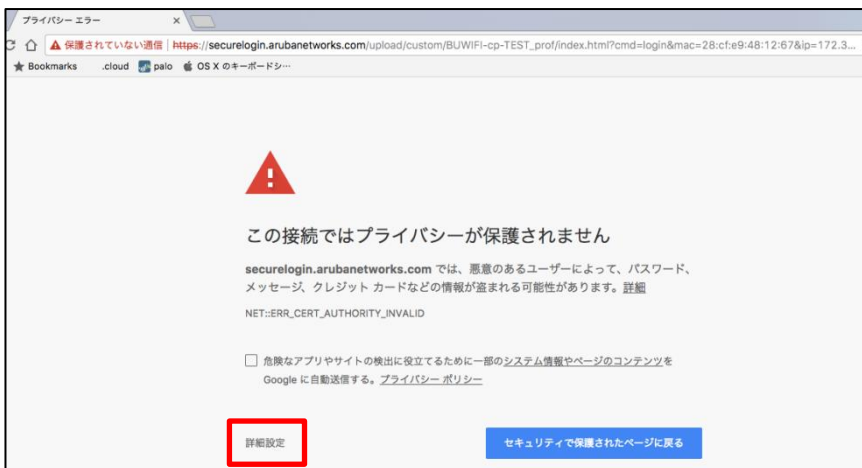 プライバシー エラー ×
保護されていない通信 https://securelogin.arubanetworks.com/upload/custom/BUWIFI-cp-TEST_prof/index.html?cmd=login&mac=28:cf:e9:48:12:67&ip=172.3...
Bookmarks .cloud palo OS X のキーボードシ…
この接続ではプライバシーが保護されません
securelogin.arubanetworks.com では、悪意のあるユーザーによって、パスワード、
メッセージ、クレジット カードなどの情報が盗まれる可能性があります。詳細
NET::ERR_CERT_AUTHORITY_INVALID
危険なアプリやサイトの検出に役立てるために一部のシステム情報やページのコンテンツを
Google に自動送信する。プライバシー ポリシー
詳細設定
セキュリティで保護されたページに戻る